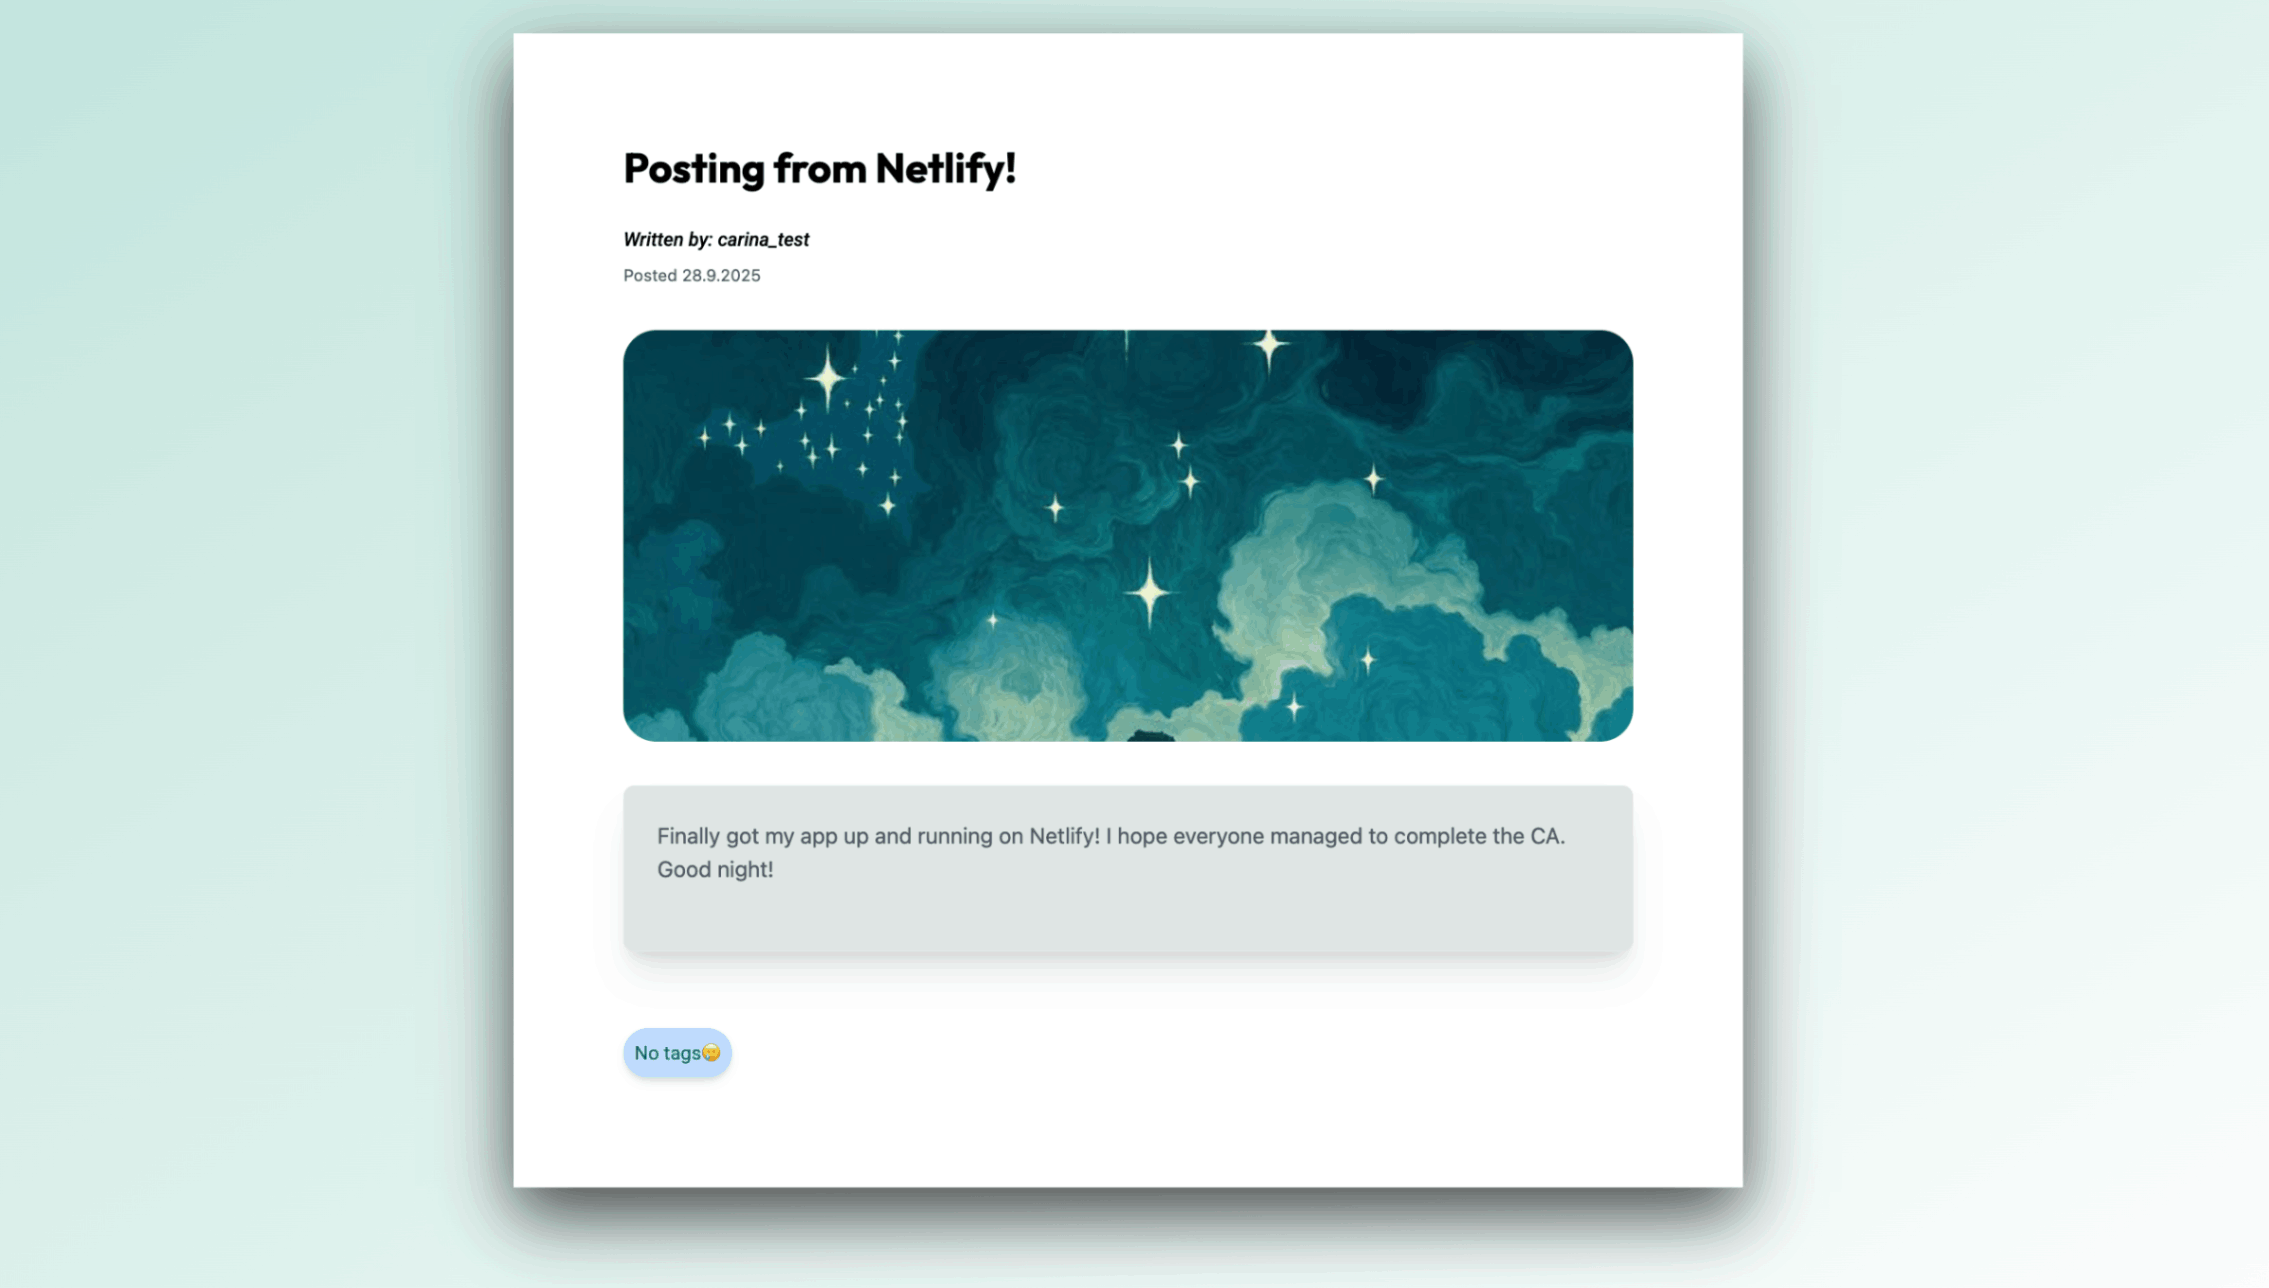 Posting from Netlify!
Written by: carina_test
Posted 28.9.2025
Finally got my app up and running on Netlify! I hope everyone managed to complete the CA.
Good night!
No tags🥲